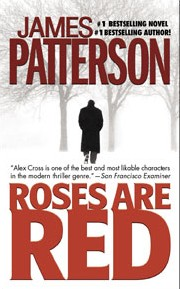 JAMES
#1 BESTSELLING NOVEL
#1 BESTSELLING AUTHOR!
PATTERSON
"Alex Cross is one of the best and most likable characters
in the modern thriller genre."—San Francisco Examiner
ROSES ARE
RED